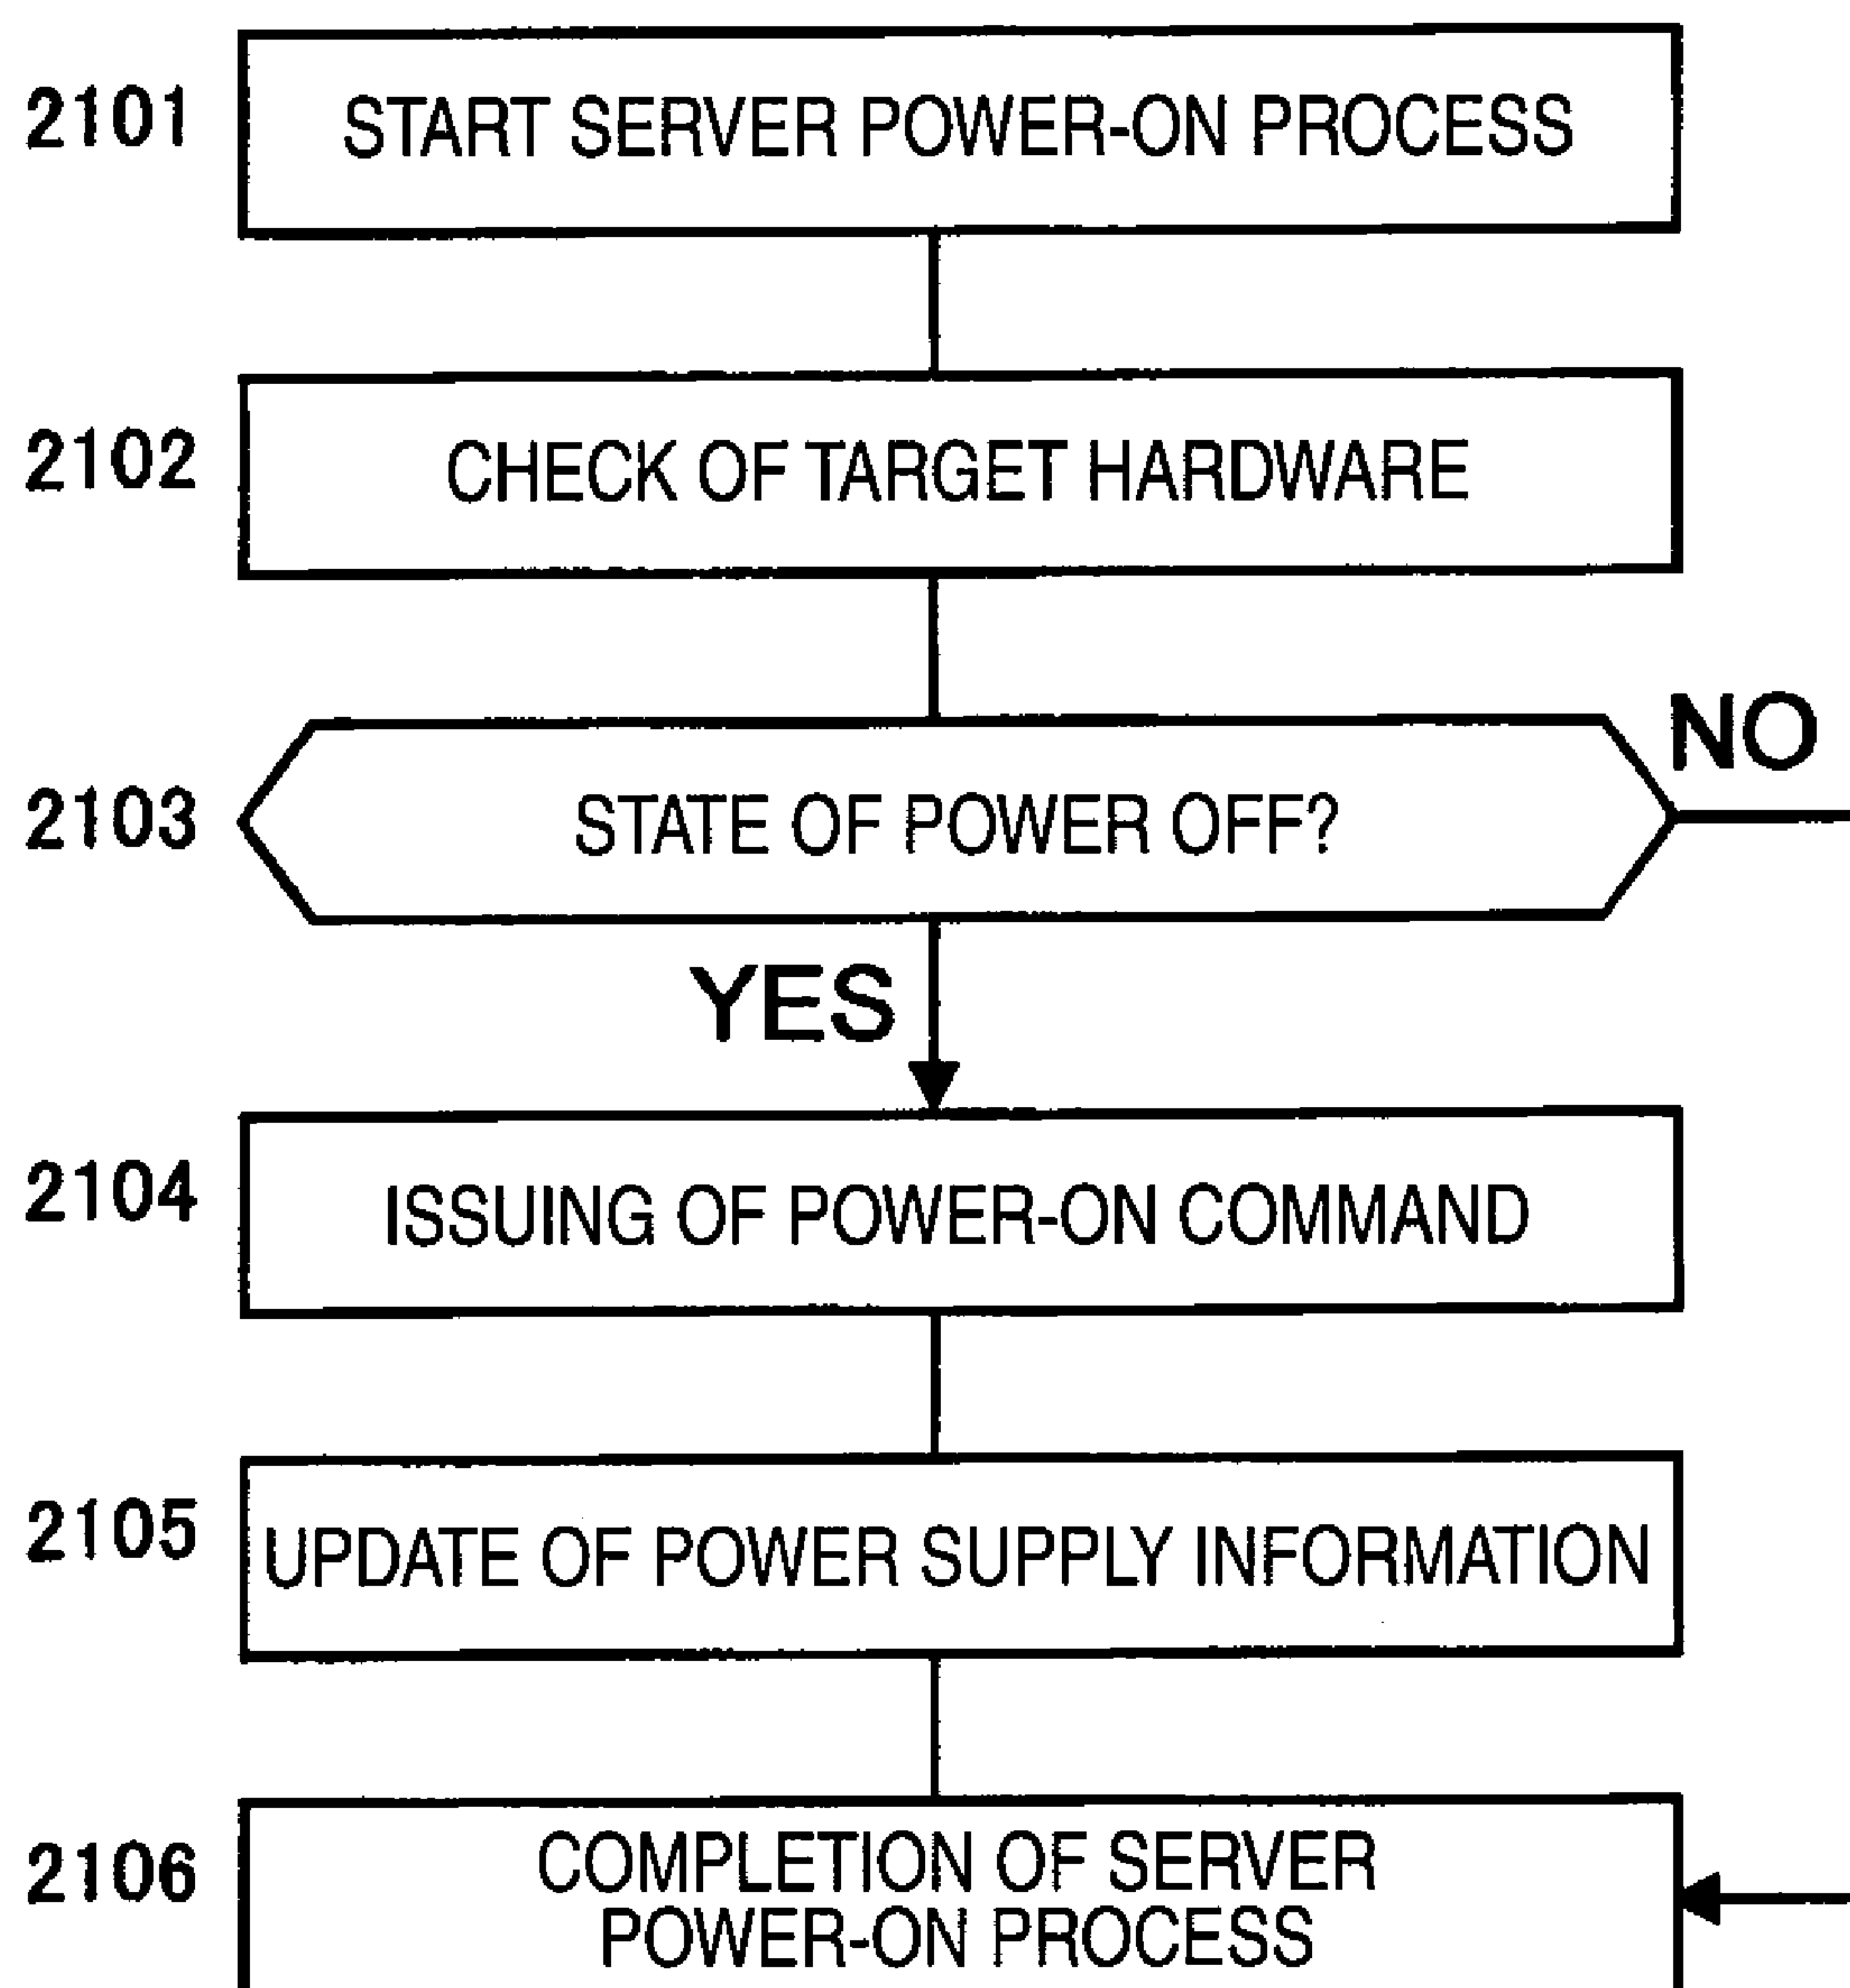 2101
START SERVER POWER-ON PROCESS
2102
CHECK OF TARGET HARDWARE
2103
STATE OF POWER OFF?
NO
YES
2104
ISSUING OF POWER-ON COMMAND
2105
UPDATE OF POWER SUPPLY INFORMATION
2106
COMPLETION OF SERVER
POWER-ON PROCESS